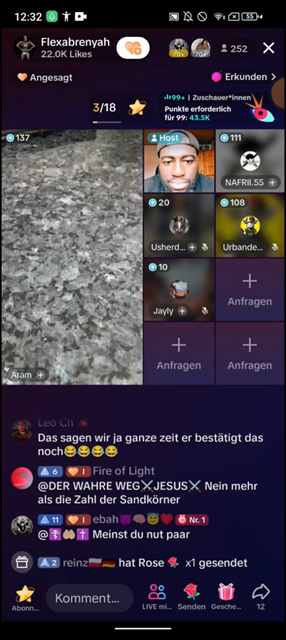 12:32
55
Flexabrenyah
22.0K Likes
70+
70+
252
Angesagt
Erkunden >
3/18
99+ | Zuschauer*innen
Punkte erforderlich
für 99: 43.5K
137
Host
111
NAFRII.55
20
108
Usherd...
Urbande...
10
Anfragen
Jayly
Aram
Anfragen
Anfragen
Leo Ch
Das sagen wir ja ganze zeit er bestätigt das
noch😂😂😂😂
6 I Fire of Light
@DER WAHRE WEG⚔JESUS⚔ Nein mehr
als die Zahl der Sandkörner
11 I ebah Nr. 1
@ Meinst du nut paar
2 reinz hat Rose x1 gesendet
Abonn...
Kommentar...
LIVE mi...
Senden
Gesche...
12